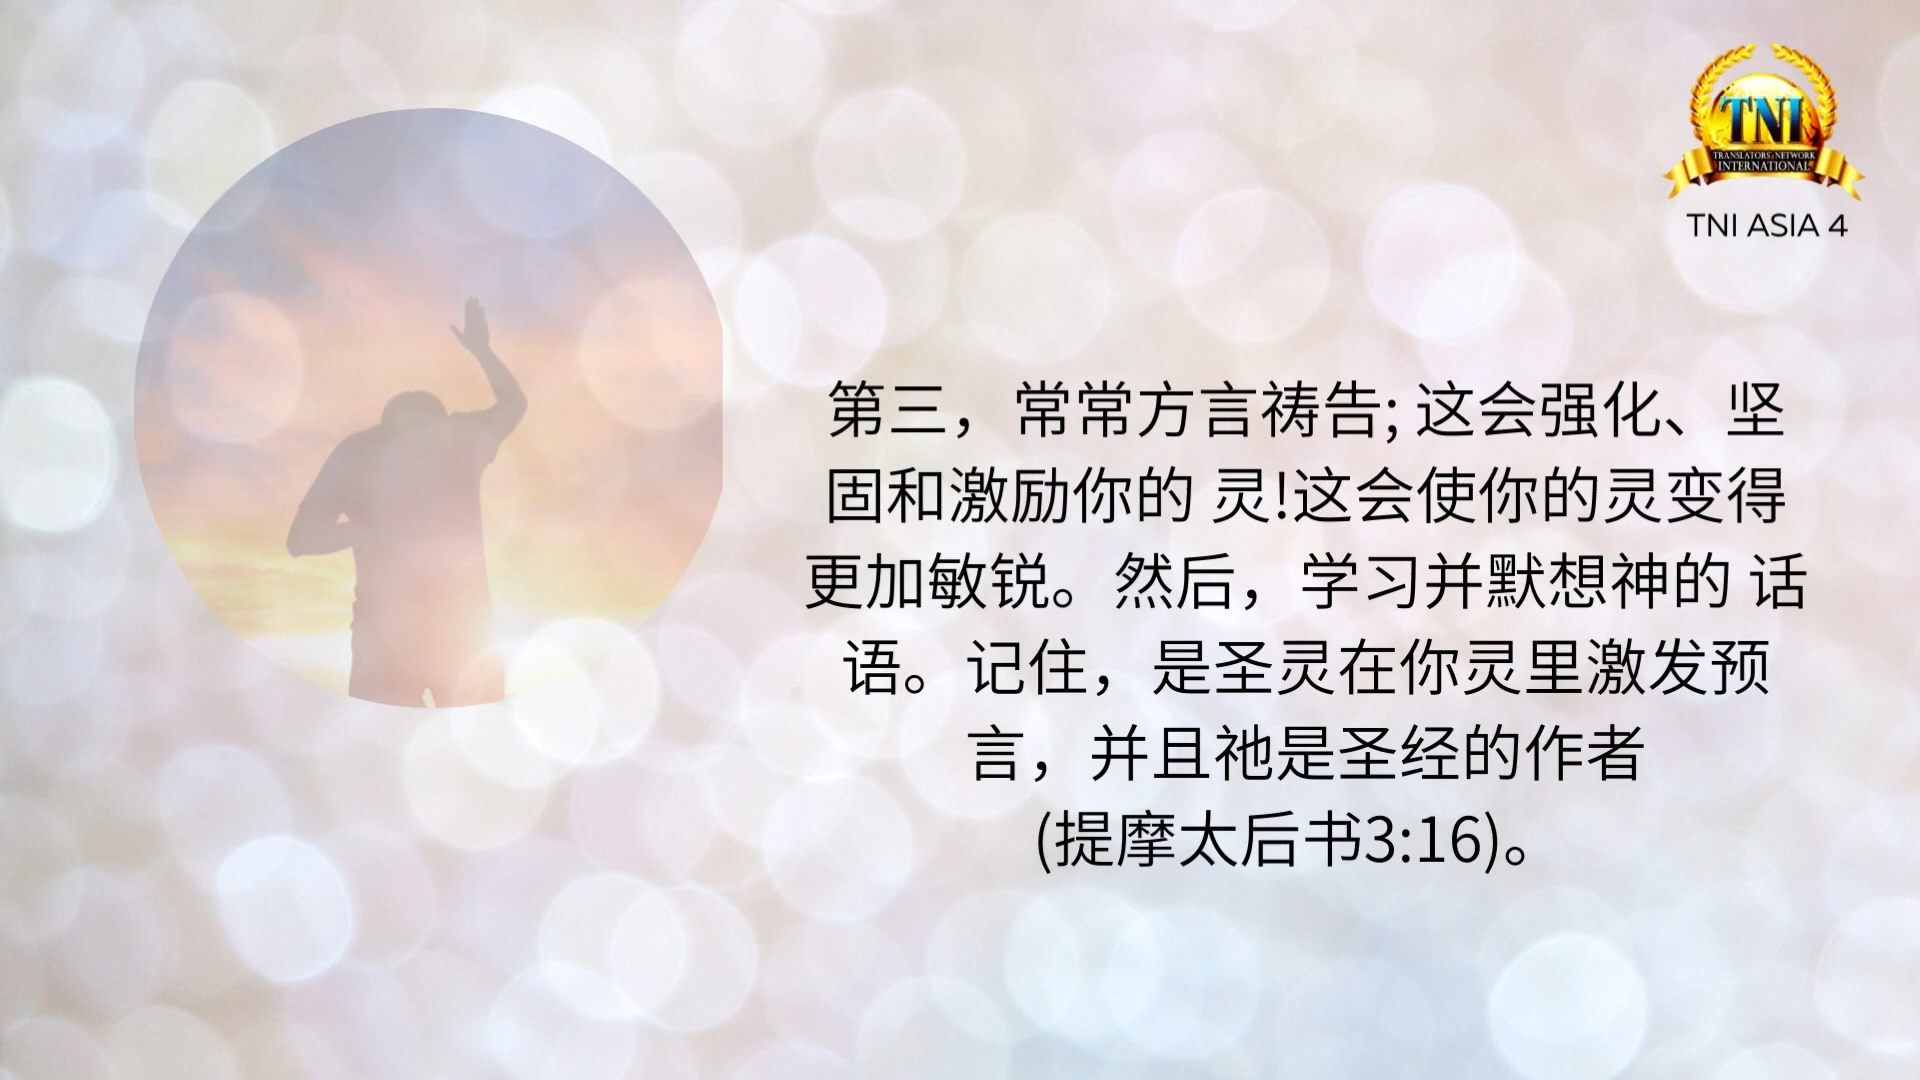 TNI
TRANSLATORS NETWORK
INTERNATIONAL
TNI ASIA 4
第三，常常方言祷告; 这会强化、坚
固和激励你的 灵!这会使你的灵变得
更加敏锐。然后，学习并默想神的 话
语。记住，是圣灵在你灵里激发预
言，并且祂是圣经的作者
(提摩太后书3:16)。